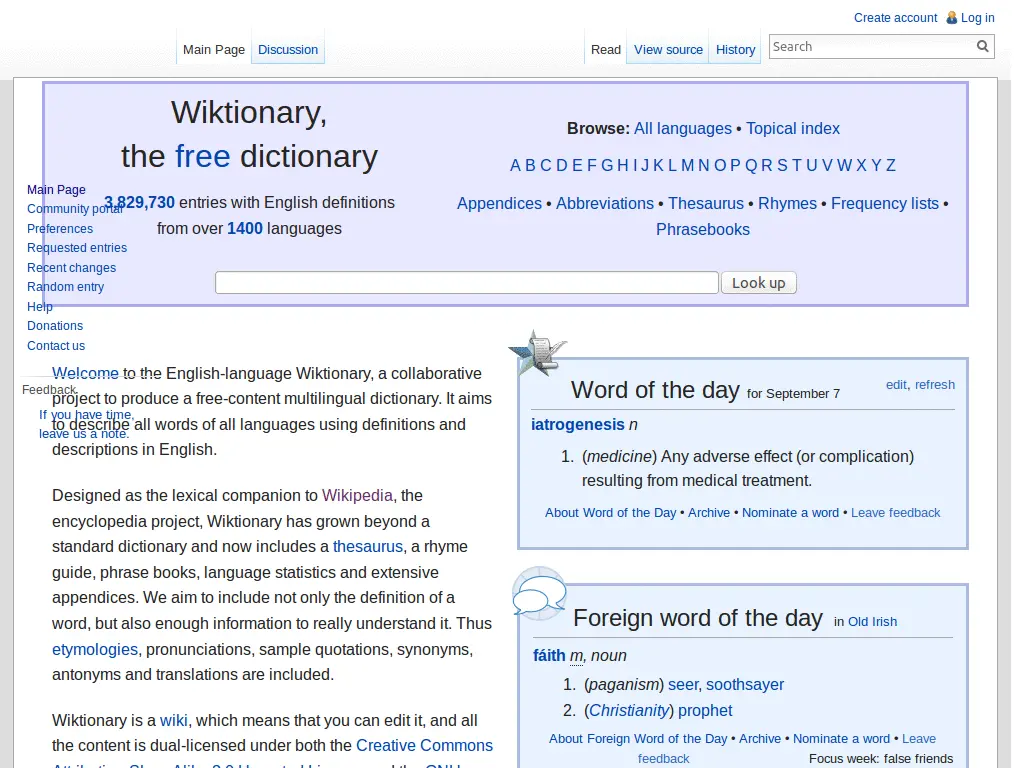 Create account Log in
Main Page Discussion
Read View source History Search
Wiktionary,
the free dictionary
3,829,730 entries with English definitions
from over 1400 languages
Browse: All languages • Topical index
A B C D E F G H I J K L M N O P Q R S T U V W X Y Z
Appendices • Abbreviations • Thesaurus • Rhymes • Frequency lists •
Phrasebooks
Look up
Main Page
Community portal
Preferences
Requested entries
Recent changes
Random entry
Help
Donations
Contact us
Feedback
If you have time,
leave us a note.
Welcome to the English-language Wiktionary, a collaborative
project to produce a free-content multilingual dictionary. It aims
to describe all words of all languages using definitions and
descriptions in English.
Designed as the lexical companion to Wikipedia, the
encyclopedia project, Wiktionary has grown beyond a
standard dictionary and now includes a thesaurus, a rhyme
guide, phrase books, language statistics and extensive
appendices. We aim to include not only the definition of a
word, but also enough information to really understand it. Thus
etymologies, pronunciations, sample quotations, synonyms,
antonyms and translations are included.
Wiktionary is a wiki, which means that you can edit it, and all
the content is dual-licensed under both the Creative Commons
Word of the day for September 7
edit, refresh
iatrogenesis n
1. (medicine) Any adverse effect (or complication)
resulting from medical treatment.
About Word of the Day • Archive • Nominate a word • Leave feedback
Foreign word of the day in Old Irish
fáith m, noun
1. (paganism) seer, soothsayer
2. (Christianity) prophet
About Foreign Word of the Day • Archive • Nominate a word • Leave
feedback
Focus week: false friends